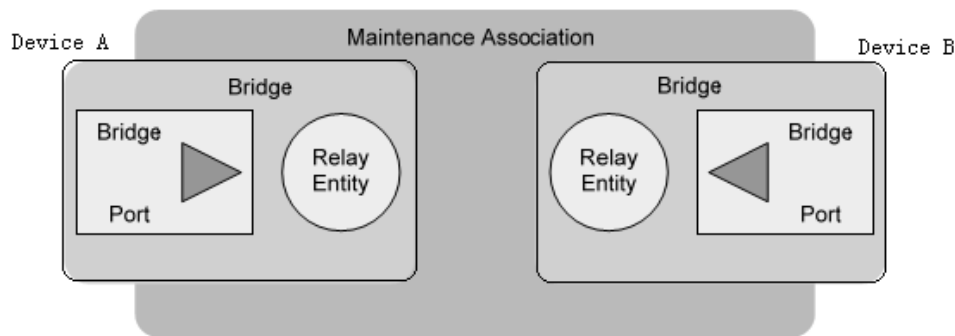 Maintenance Association
Device A
Device B
Bridge
Bridge
Port
Relay
Entity
Bridge
Relay
Entity
Bridge
Port